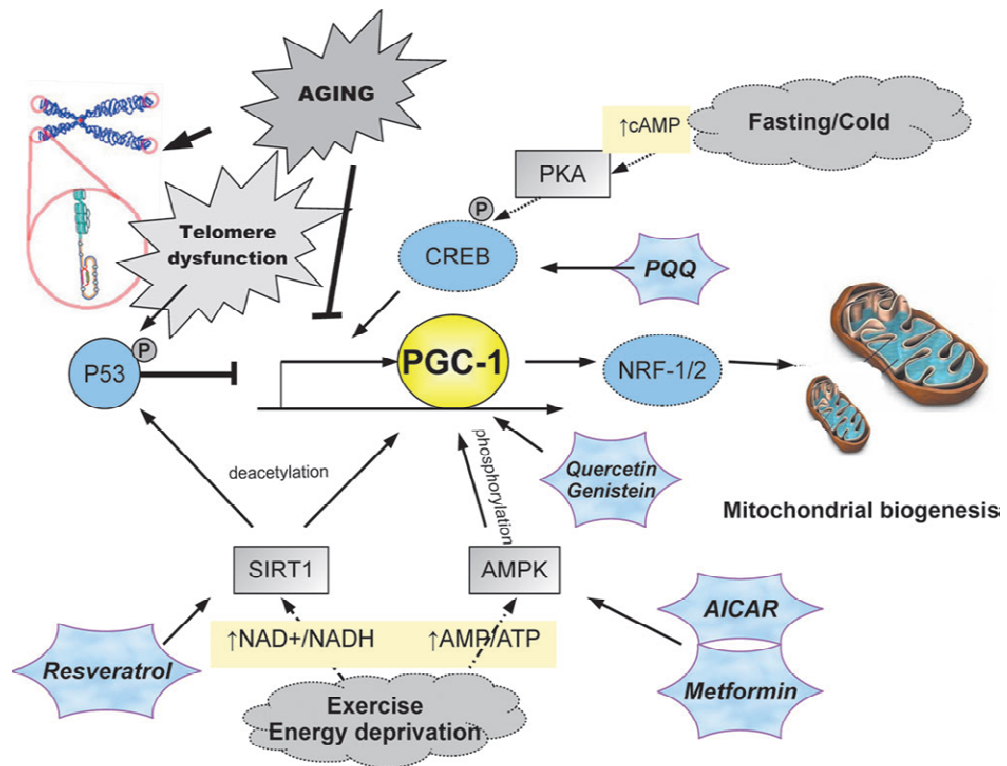 AGING
Fasting/Cold
↑cAMP
PKA
Telomere
dysfunction
P
CREB
PQQ
P
P53
PGC-1
NRF-1/2
deacetylation
phosphorylation
Quercetin
Genistein
Mitochondrial biogenesis
SIRT1
AMPK
AICAR
↑NAD+/NADH
↑AMP/ATP
Resveratrol
Metformin
Exercise
Energy deprivation